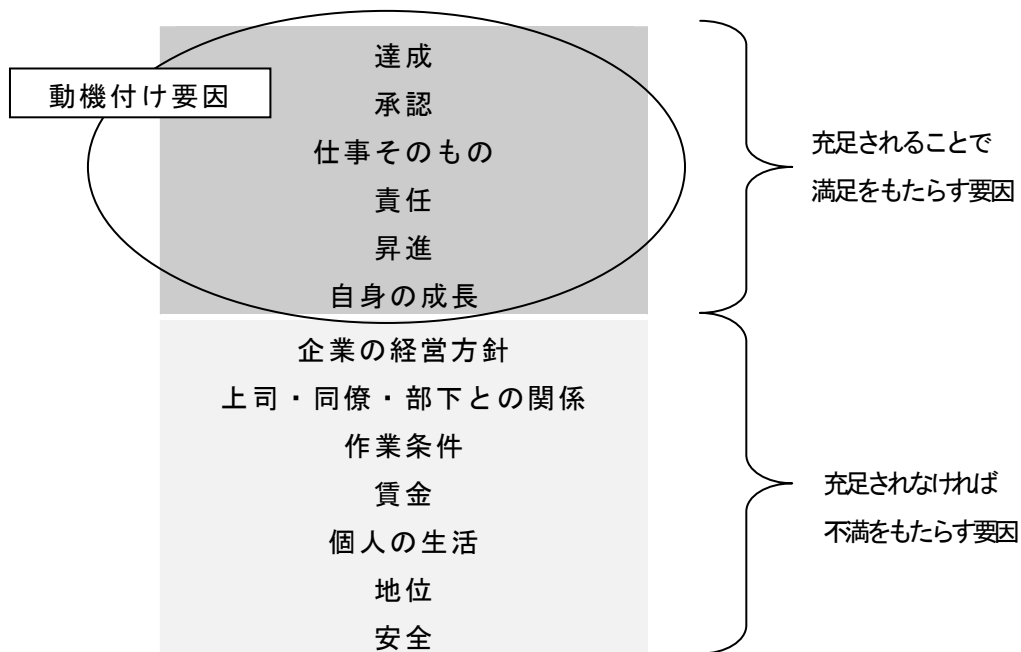 動機付け要因
達成
承認
仕事そのもの
責任
昇進
自身の成長
充足されることで
満足をもたらす要因
企業の経営方針
上司・同僚・部下との関係
作業条件
賃金
個人の生活
地位
安全
充足されなければ
不満をもたらす要因